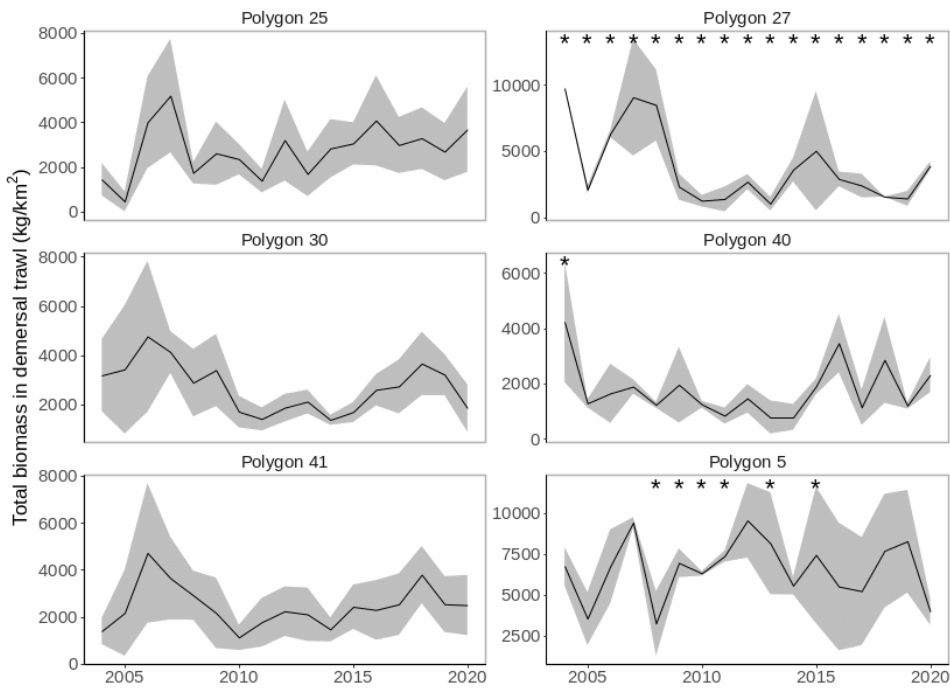 Polygon 25
Polygon 27
8000
6000
4000
2000
0
* * * * * * * * * * * * * * * * *
10000
5000
0
Total biomass in demersal trawl (kg/km²)
Polygon 30
Polygon 40
8000
6000
4000
2000
*
6000
4000
2000
0
Polygon 41
Polygon 5
8000
6000
4000
2000
0
* * * * * *
10000
7500
5000
2500
2005 2010 2015 2020
2005 2010 2015 2020